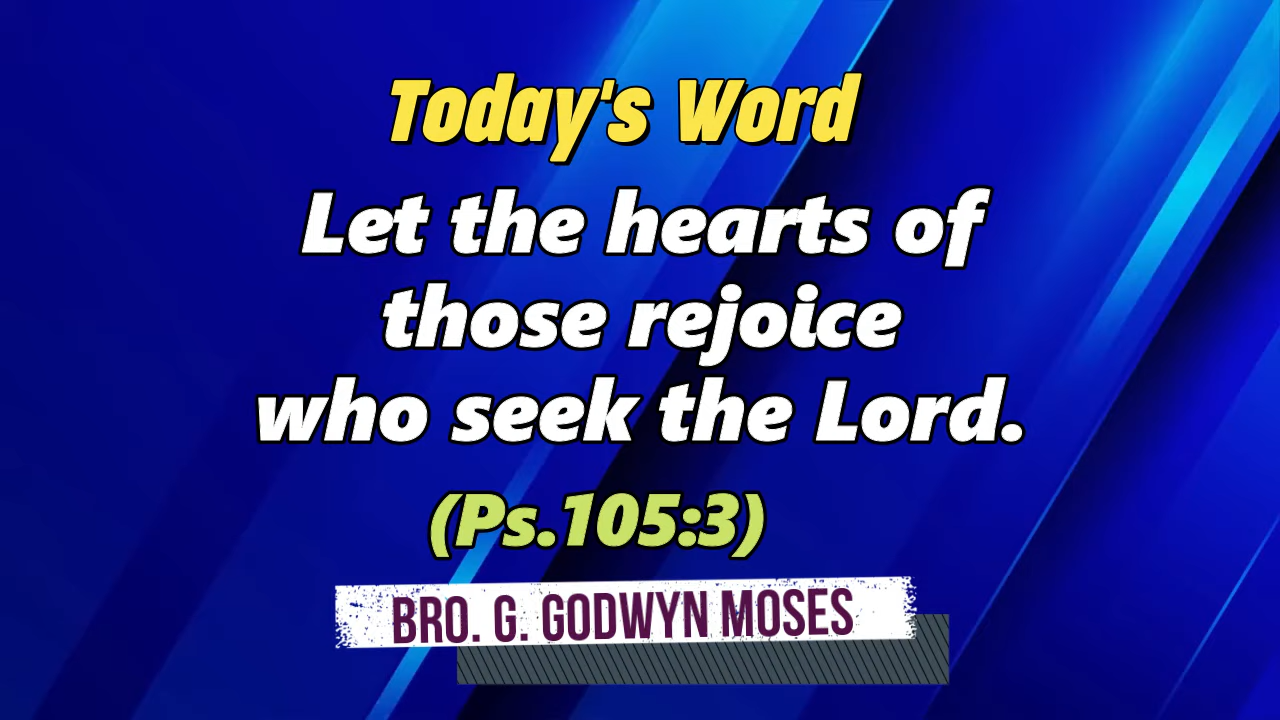 Today's Word
Let the hearts of
those rejoice
who seek the Lord.
(Ps.105:3)
BRO. G. GODWYN MOSES